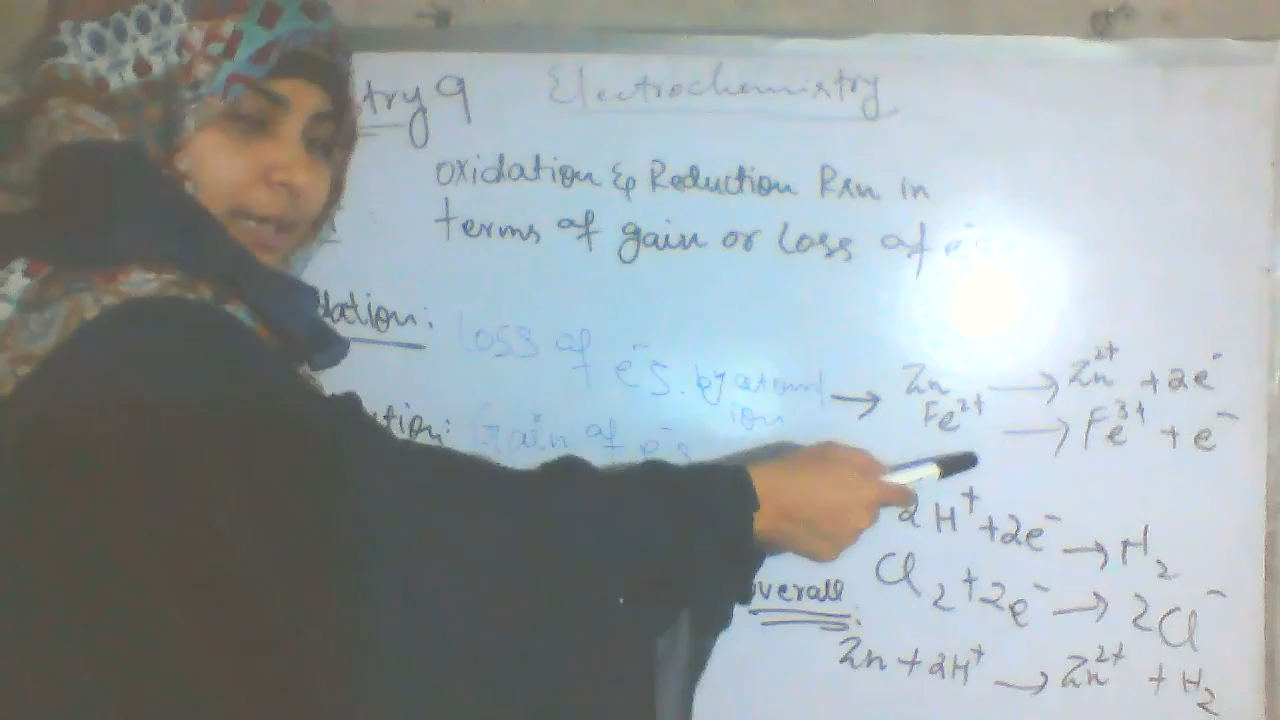 try 9 Electrochemistry
Oxidation & Reduction Rxn in
terms of gain or loss of e⁻
dation: Loss of e⁻s. by atom/
ion
→ Zn → Zn²⁺ + 2e⁻
Fe²⁺ → Fe³⁺ + e⁻
tion: Gain of e⁻s
2H⁺ + 2e⁻ → H₂
Cl₂ + 2e⁻ → 2Cl⁻
verall
Zn + 2H⁺ → Zn²⁺ + H₂